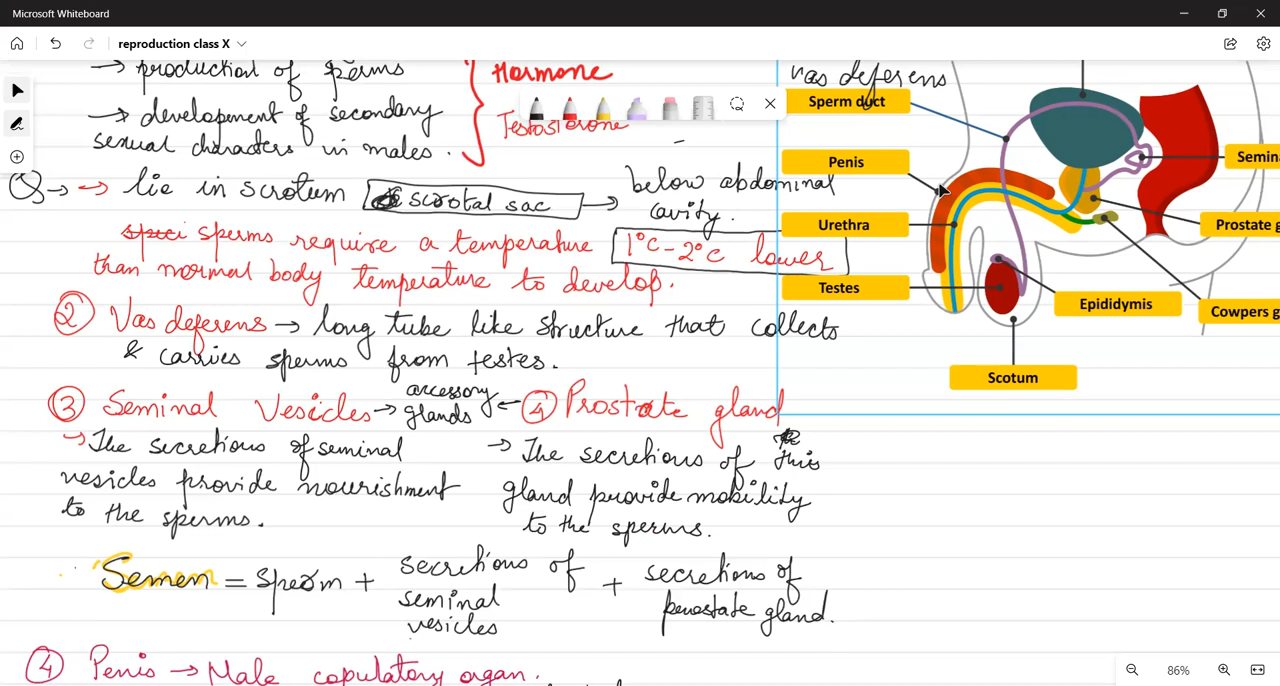 Microsoft Whiteboard
reproduction class X
→ production of sperms
→ development of secondary
sexual characters in males.
Hormone
Testosterone
Q → → lie in scrotum
scrotal sac →
below abdominal
cavity.
sperms require a temperature 1°C - 2°C lower
than normal body temperature to develop.
② Vas deferens → long tube like structure that collects
& carries sperms from testes.
③ Seminal Vesicles →
accessory
glands
← ④ Prostate gland
→ The secretions of seminal
vesicles provide nourishment
to the sperms.
→ The secretions of this
gland provide mobility
to the sperms.
Semen = sperm +
secretions of
seminal
vesicles
+ secretions of
prostate gland.
④ Penis → Male copulatory organ.
vas deferens
Sperm duct
Penis
Urethra
Testes
Scotum
Epididymis
Semina
Prostate g
Cowpers g
86%